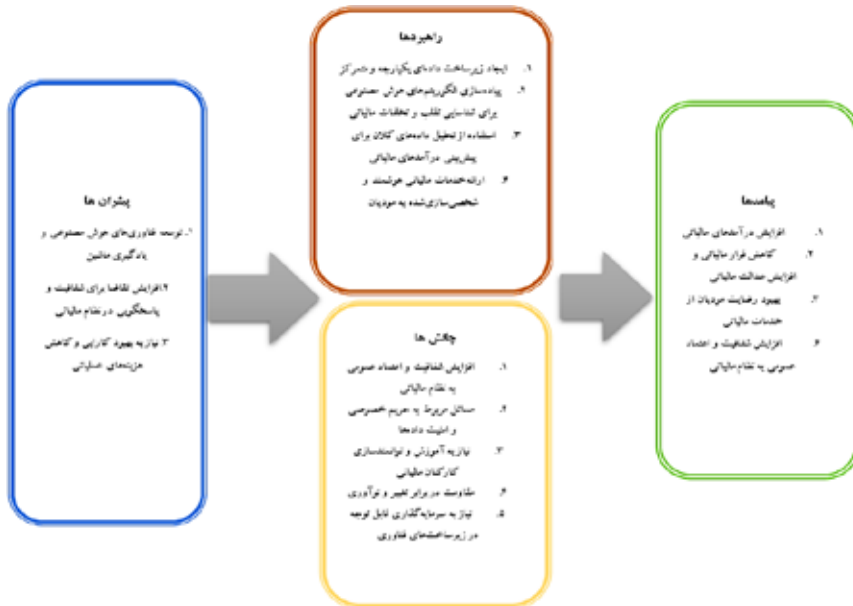 پیشران ها
۱. توسعه فناوری‌های هوش مصنوعی و
یادگیری ماشین
۲.افزایش تقاضا برای شفافیت و
پاسخگویی در نظام مالیاتی
۳. نیاز به بهبود کارایی و کاهش
هزینه‌های عملیاتی
راهبردها
۱. ایجاد زیرساخت داده‌ای یکپارچه و متمرکز
۲. پیاده‌سازی الگوریتم‌های هوش مصنوعی
برای شناسایی تقلب و تخلفات مالیاتی
۳. استفاده از تحلیل داده‌های کلان برای
پیش‌بینی درآمدهای مالیاتی
۴. ارائه خدمات مالیاتی هوشمند و
شخصی‌سازی‌شده به مودیان
چالش ها
۱. افزایش شفافیت و اعتماد عمومی
به نظام مالیاتی
۲. مسائل مربوط به حریم خصوصی
و امنیت داده‌ها
۳. نیاز به آموزش و توانمندسازی
کارکنان مالیاتی
۴. مقاومت در برابر تغییر و نوآوری
۵. نیاز به سرمایه‌گذاری قابل توجه
در زیرساخت‌های فناوری
پیامدها
۱. افزایش درآمدهای مالیاتی
۲. کاهش فرار مالیاتی و
افزایش عدالت مالیاتی
۳. بهبود رضایت مودیان از
خدمات مالیاتی
۴. افزایش شفافیت و اعتماد
عمومی به نظام مالیاتی